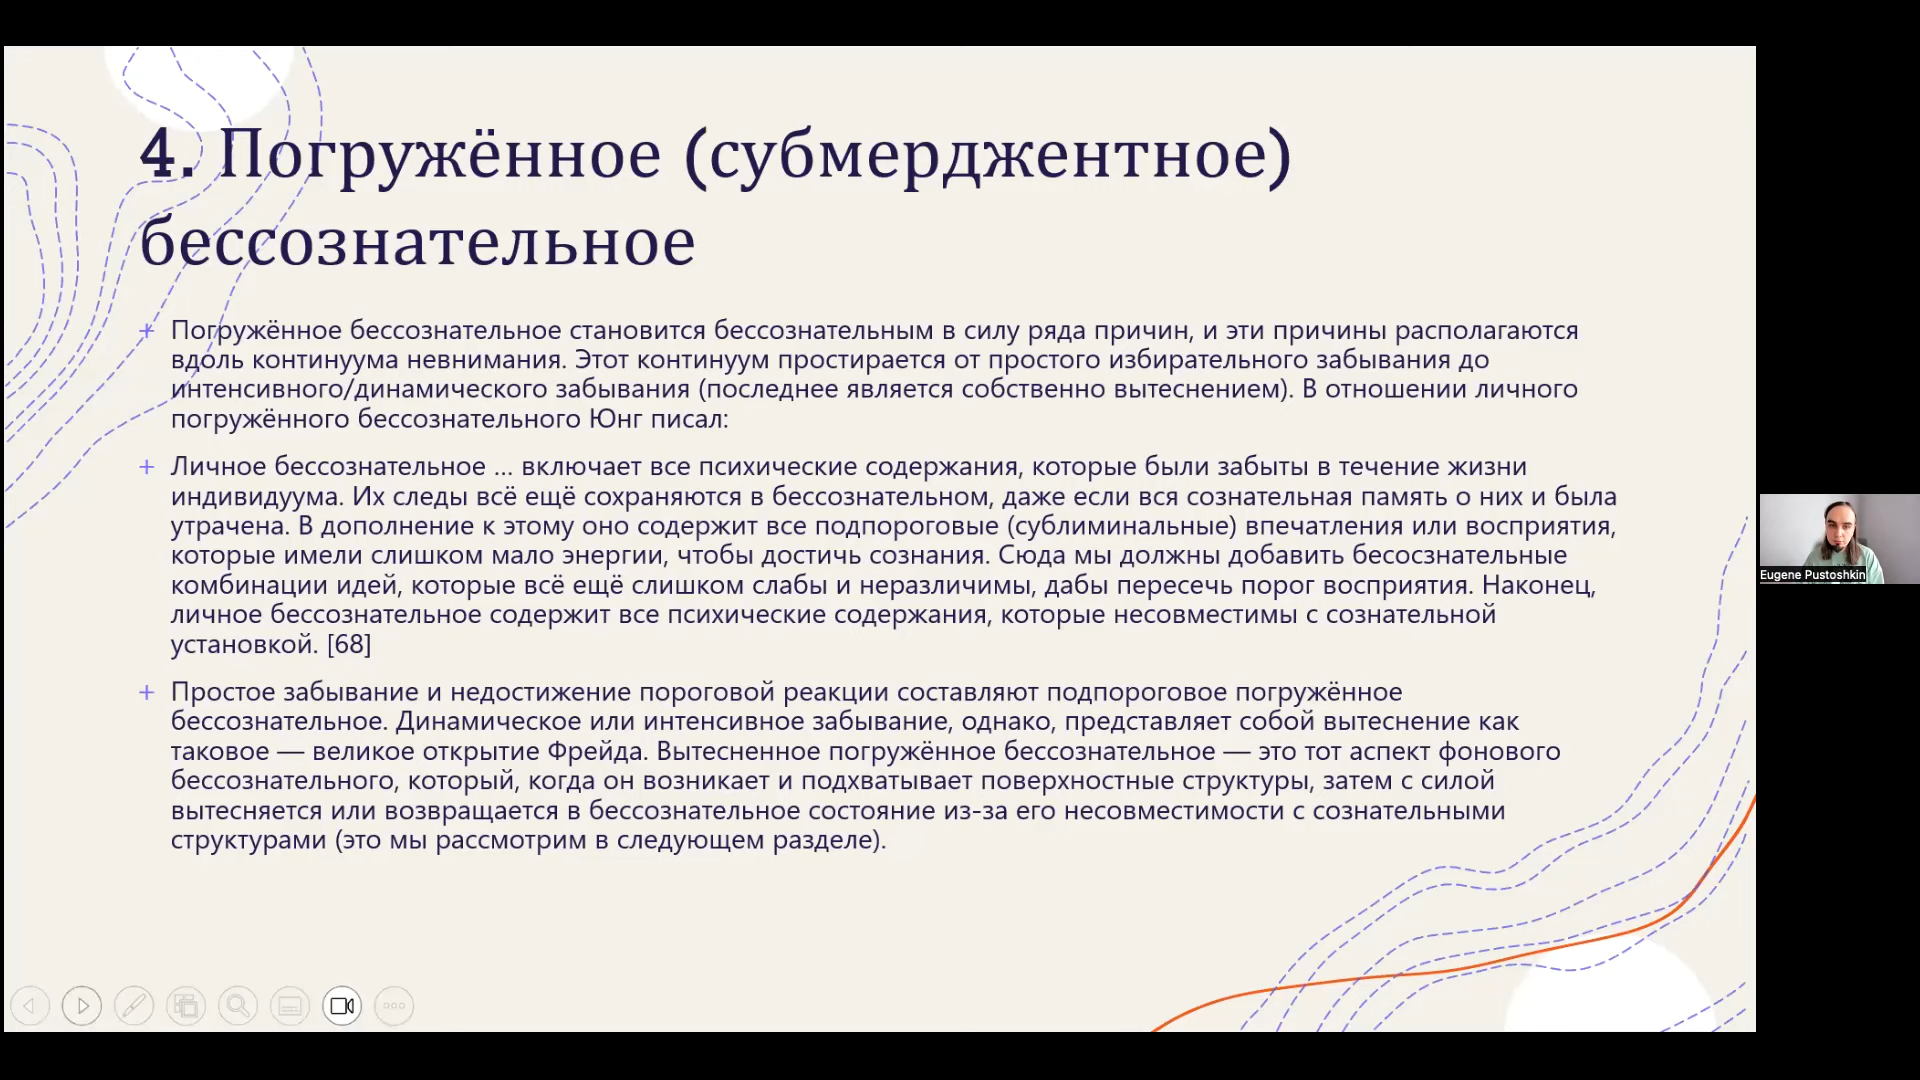 4. Погружённое (субмерджентное)
бессознательное
+ Погружённое бессознательное становится бессознательным в силу ряда причин, и эти причины располагаются
вдоль континуума невнимания. Этот континуум простирается от простого избирательного забывания до
интенсивного/динамического забывания (последнее является собственно вытеснением). В отношении личного
погружённого бессознательного Юнг писал:
+ Личное бессознательное ... включает все психические содержания, которые были забыты в течение жизни
индивидуума. Их следы всё ещё сохраняются в бессознательном, даже если вся сознательная память о них и была
утрачена. В дополнение к этому оно содержит все подпороговые (сублиминальные) впечатления или восприятия,
которые имели слишком мало энергии, чтобы достичь сознания. Сюда мы должны добавить бесосзнательные
комбинации идей, которые всё ещё слишком слабы и неразличимы, дабы пересечь порог восприятия. Наконец,
личное бессознательное содержит все психические содержания, которые несовместимы с сознательной
установкой. [68]
+ Простое забывание и недостижение пороговой реакции составляют подпороговое погружённое
бессознательное. Динамическое или интенсивное забывание, однако, представляет собой вытеснение как
таковое — великое открытие Фрейда. Вытесненное погружённое бессознательное — это тот аспект фонового
бессознательного, который, когда он возникает и подхватывает поверхностные структуры, затем с силой
вытесняется или возвращается в бессознательное состояние из-за его несовместимости с сознательными
структурами (это мы рассмотрим в следующем разделе).
Eugene Pustoshkin